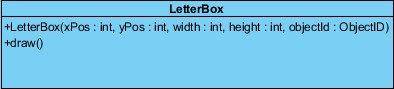 LetterBox
+LetterBox(xPos : int, yPos : int, width : int, height : int, objectId : ObjectID)
+draw()